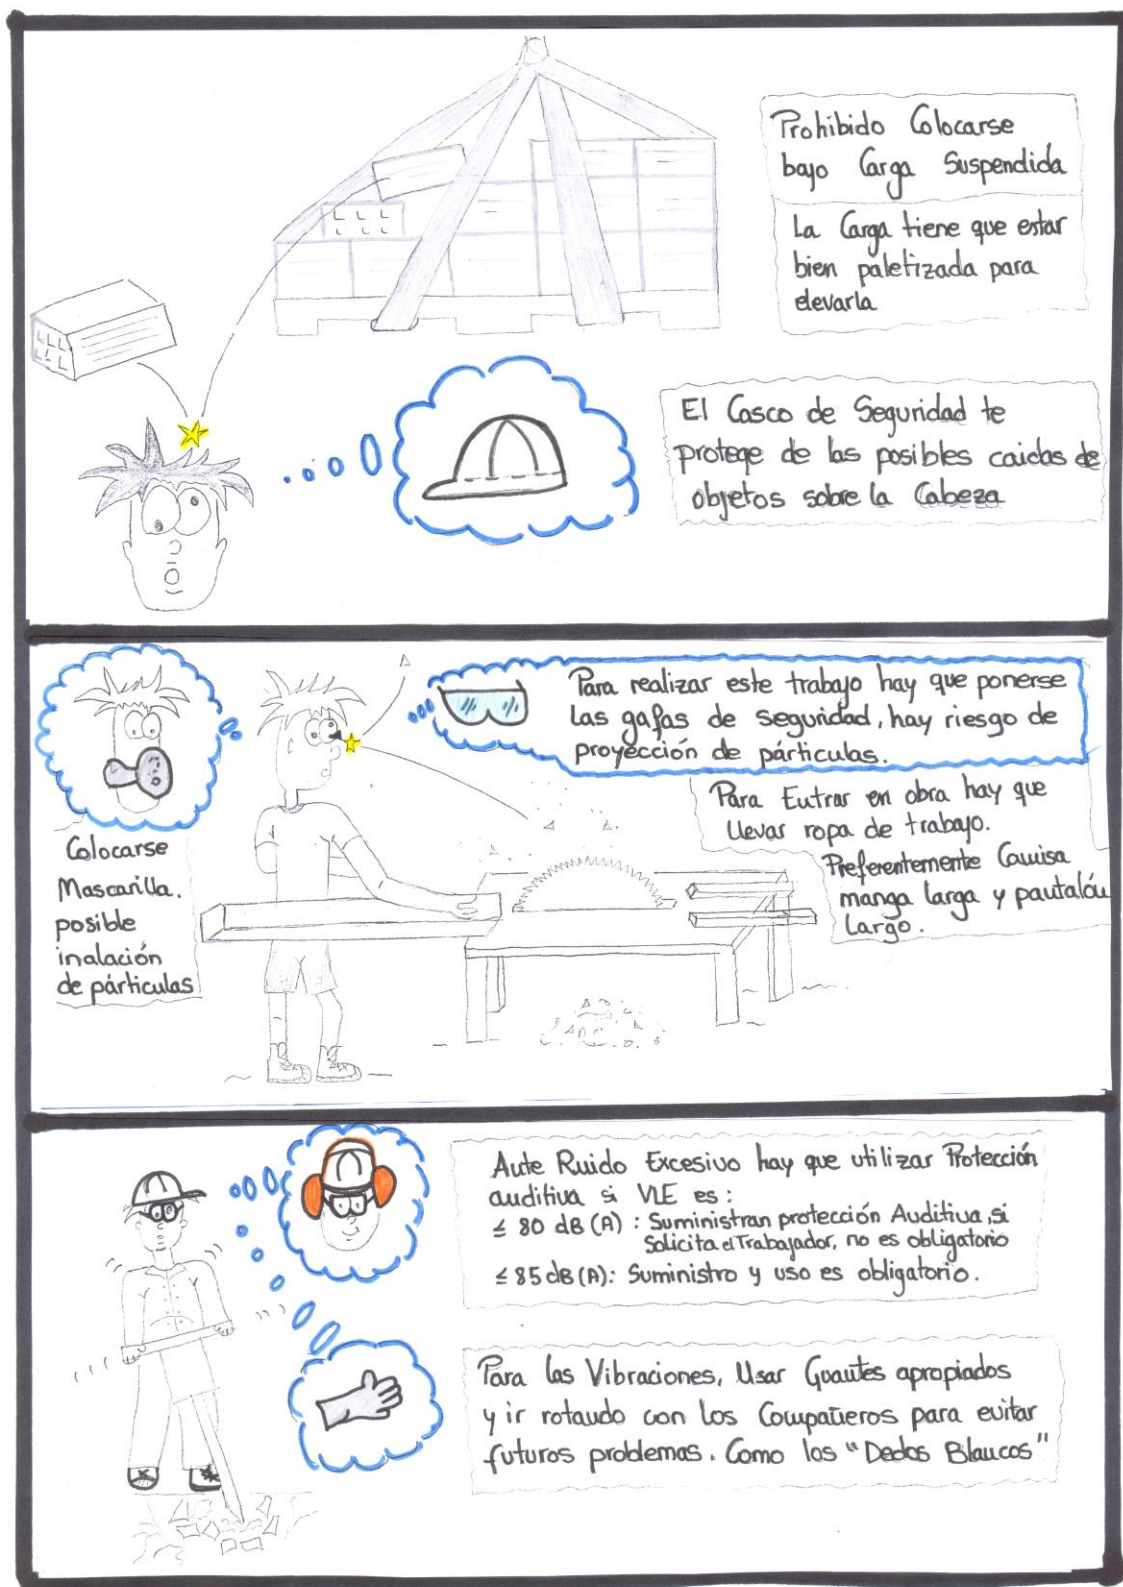 Prohibido Colocarse
bajo Carga Suspendida
La Carga tiene que estar
bien paletizada para
elevarla
El Casco de Seguridad te
protege de las posibles caidas de
objetos sobre la Cabeza
Para realizar este trabajo hay que ponerse
las gafas de seguridad, hay riesgo de
proyección de párticulas.
Para Entrar en obra hay que
llevar ropa de trabajo.
Preferentemente Camisa
manga larga y pantalón
Largo.
Colocarse
Mascarilla.
posible
inalación
de párticulas
Ante Ruido Excesivo hay que utilizar Protección
auditiva si VLE es:
≤ 80 dB (A) : Suministran protección Auditiva, si
Solicita el Trabajador, no es obligatorio
≤ 85 dB (A): Suministro y uso es obligatorio.
Para las Vibraciones, Usar Guantes apropiados
y ir rotando con los Compañeros para evitar
futuros problemas. Como los "Dedos Blancos"